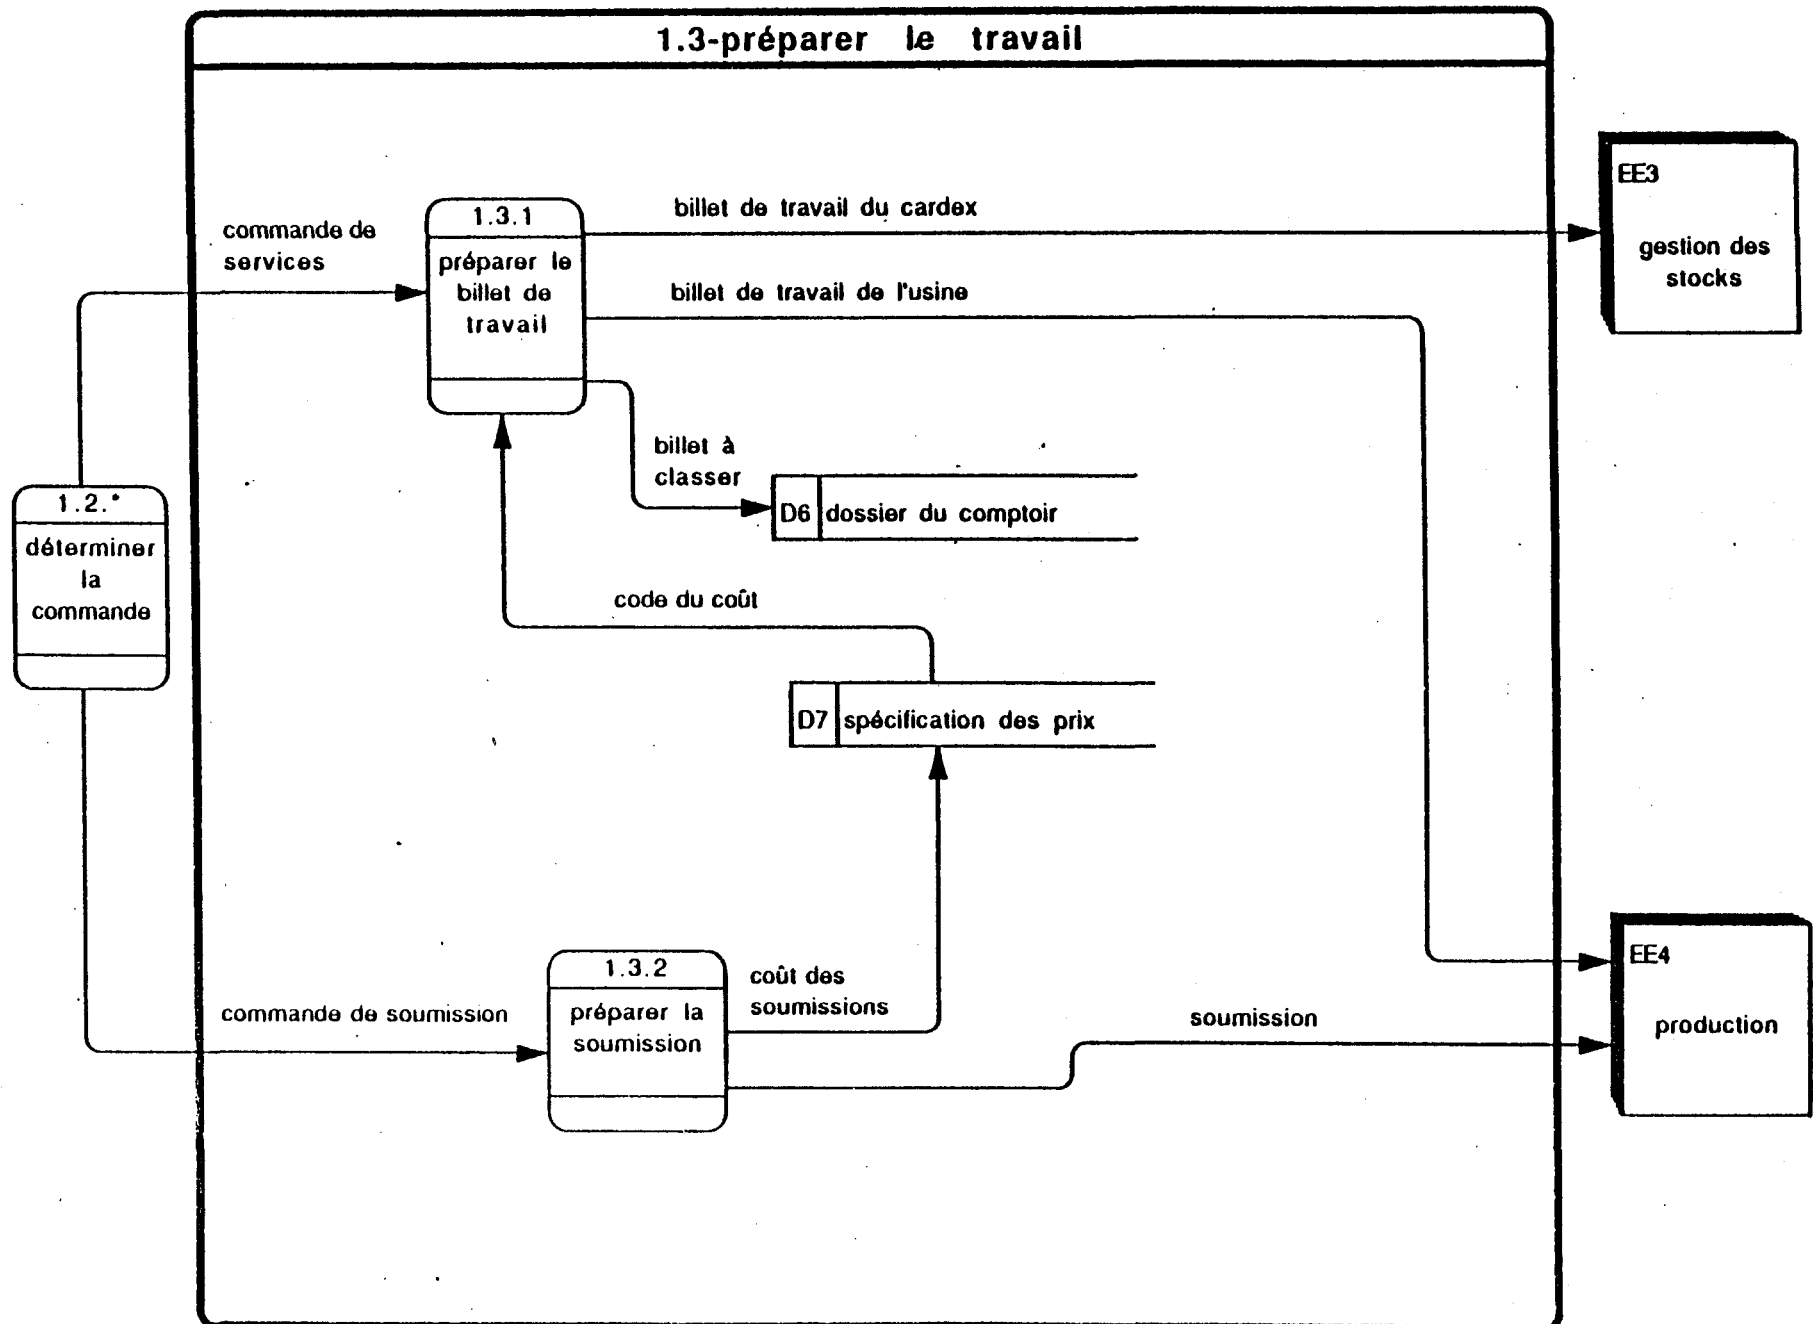 1.3-préparer le travail
EE3
gestion des
stocks
billet de travail du cardex
1.3.1
préparer le
billet de
travail
commande de
services
billet de travail de l'usine
billet à
classer
D6 dossier du comptoir
1.2.*
déterminer
la
commande
code du coût
D7 spécification des prix
EE4
production
1.3.2
préparer la
soumission
coût des
soumissions
commande de soumission
soumission